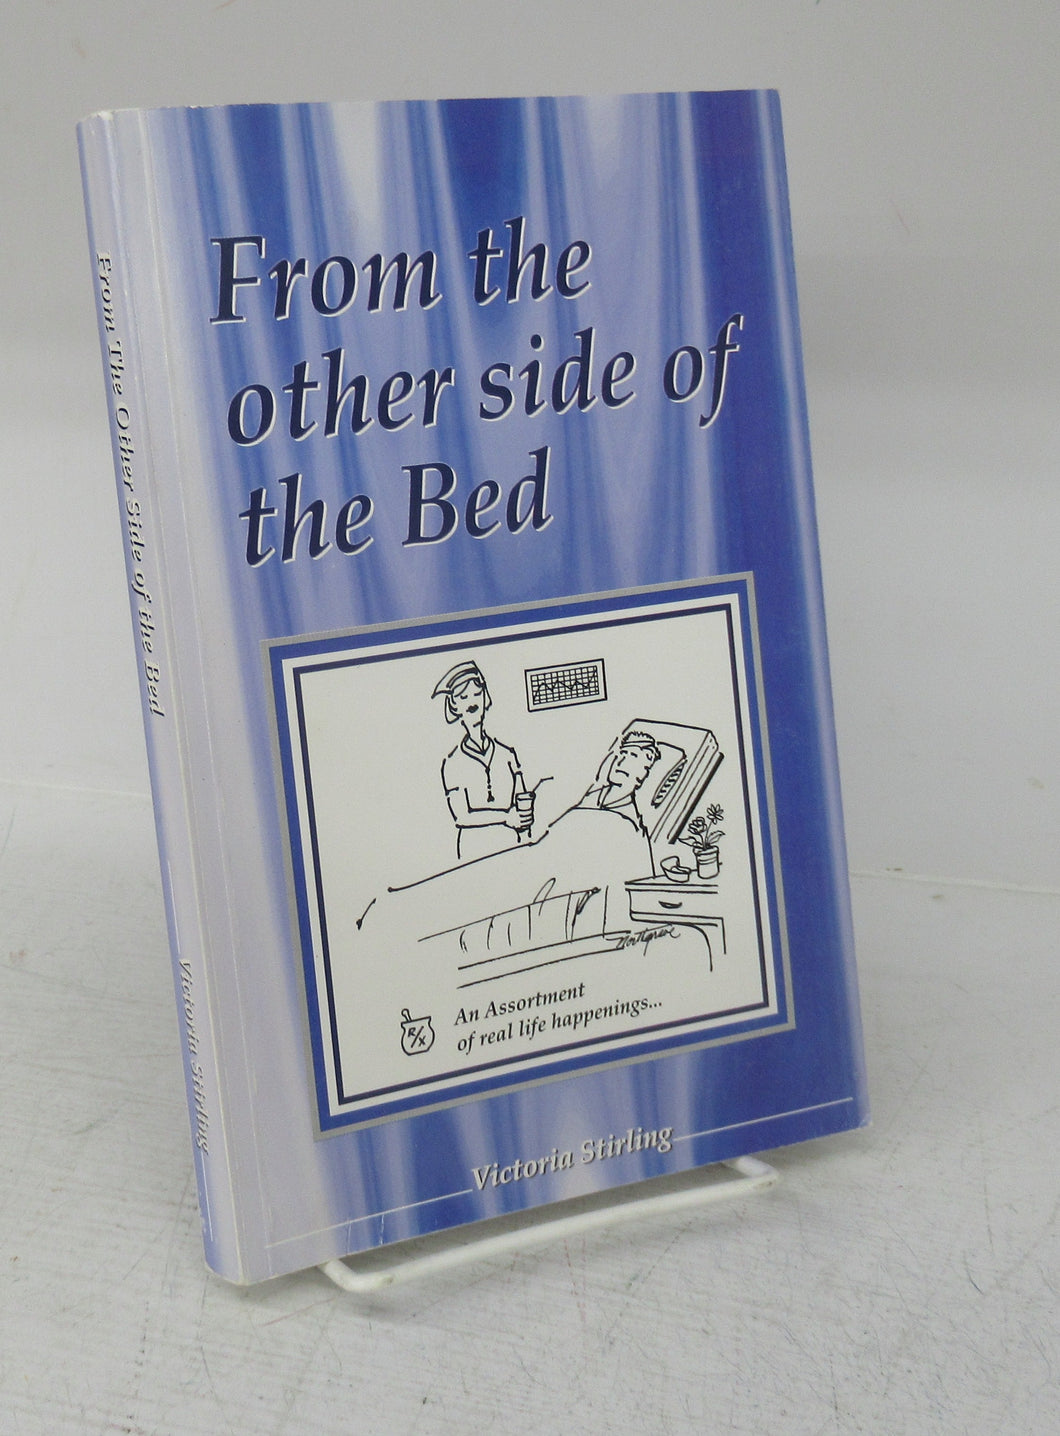 From The Other Side of the Bed
Victoria Stirling
From the
other side of
the Bed
Northgrave
R/x
An Assortment
of real life happenings...
Victoria Stirling